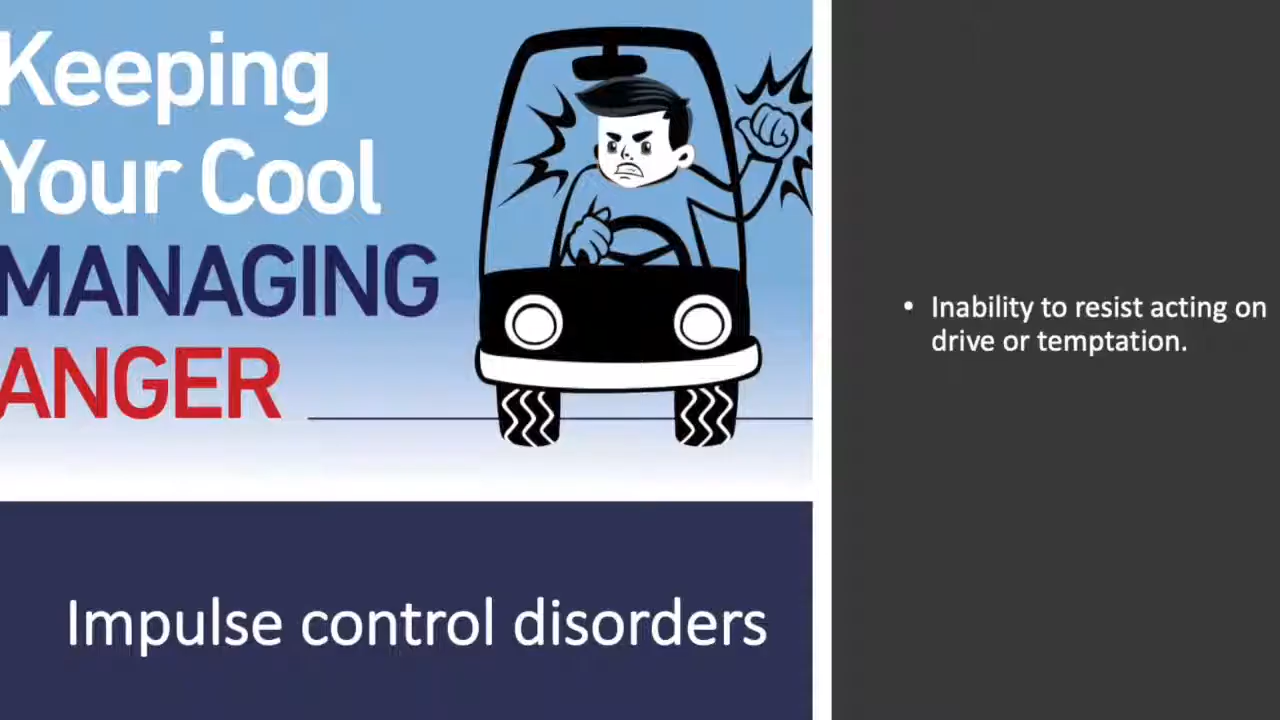 Keeping
Your Cool
MANAGING
ANGER
Impulse control disorders
• Inability to resist acting on
drive or temptation.